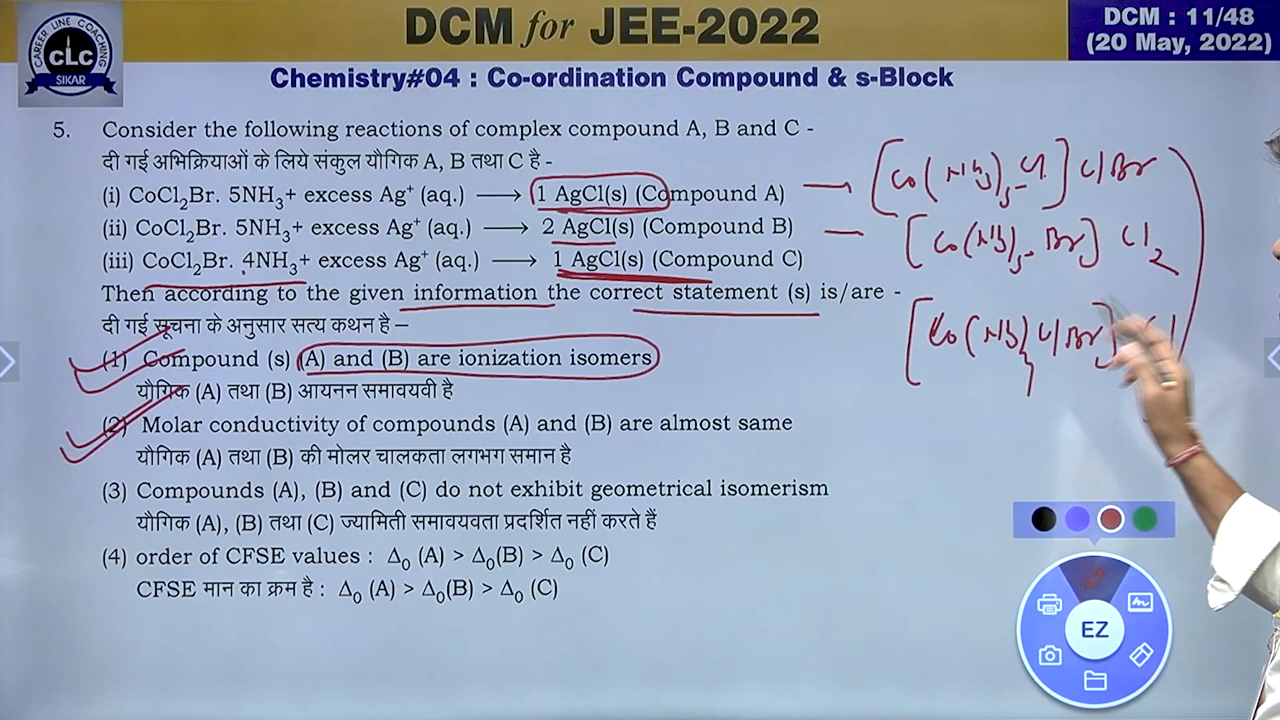 CAREER LINE COACHING
CLC
SIKAR
DCM for JEE-2022
DCM : 11/48
(20 May, 2022)
Chemistry#04 : Co-ordination Compound & s-Block
5. Consider the following reactions of complex compound A, B and C -
दी गई अभिक्रियाओं के लिये संकुल यौगिक A, B तथा C है -
(i) CoCl₂Br. 5NH₃+ excess Ag⁺ (aq.) ⟶ 1 AgCl(s) (Compound A)
[Co(NH₃)₅Cl] ClBr
(ii) CoCl₂Br. 5NH₃+ excess Ag⁺ (aq.) ⟶ 2 AgCl(s) (Compound B)
[Co(NH₃)₅Br] Cl₂
(iii) CoCl₂Br. 4NH₃+ excess Ag⁺ (aq.) ⟶ 1 AgCl(s) (Compound C)
Then according to the given information the correct statement (s) is/are -
दी गई सूचना के अनुसार सत्य कथन है –
[Co(NH₃) ClBr] Cl
(1) Compound (s) (A) and (B) are ionization isomers
यौगिक (A) तथा (B) आयनन समावयवी है
(2) Molar conductivity of compounds (A) and (B) are almost same
यौगिक (A) तथा (B) की मोलर चालकता लगभग समान है
(3) Compounds (A), (B) and (C) do not exhibit geometrical isomerism
यौगिक (A), (B) तथा (C) ज्यामिती समावयवता प्रदर्शित नहीं करते हैं
(4) order of CFSE values : Δ₀ (A) > Δ₀(B) > Δ₀ (C)
CFSE मान का क्रम है : Δ₀ (A) > Δ₀(B) > Δ₀ (C)
EZ